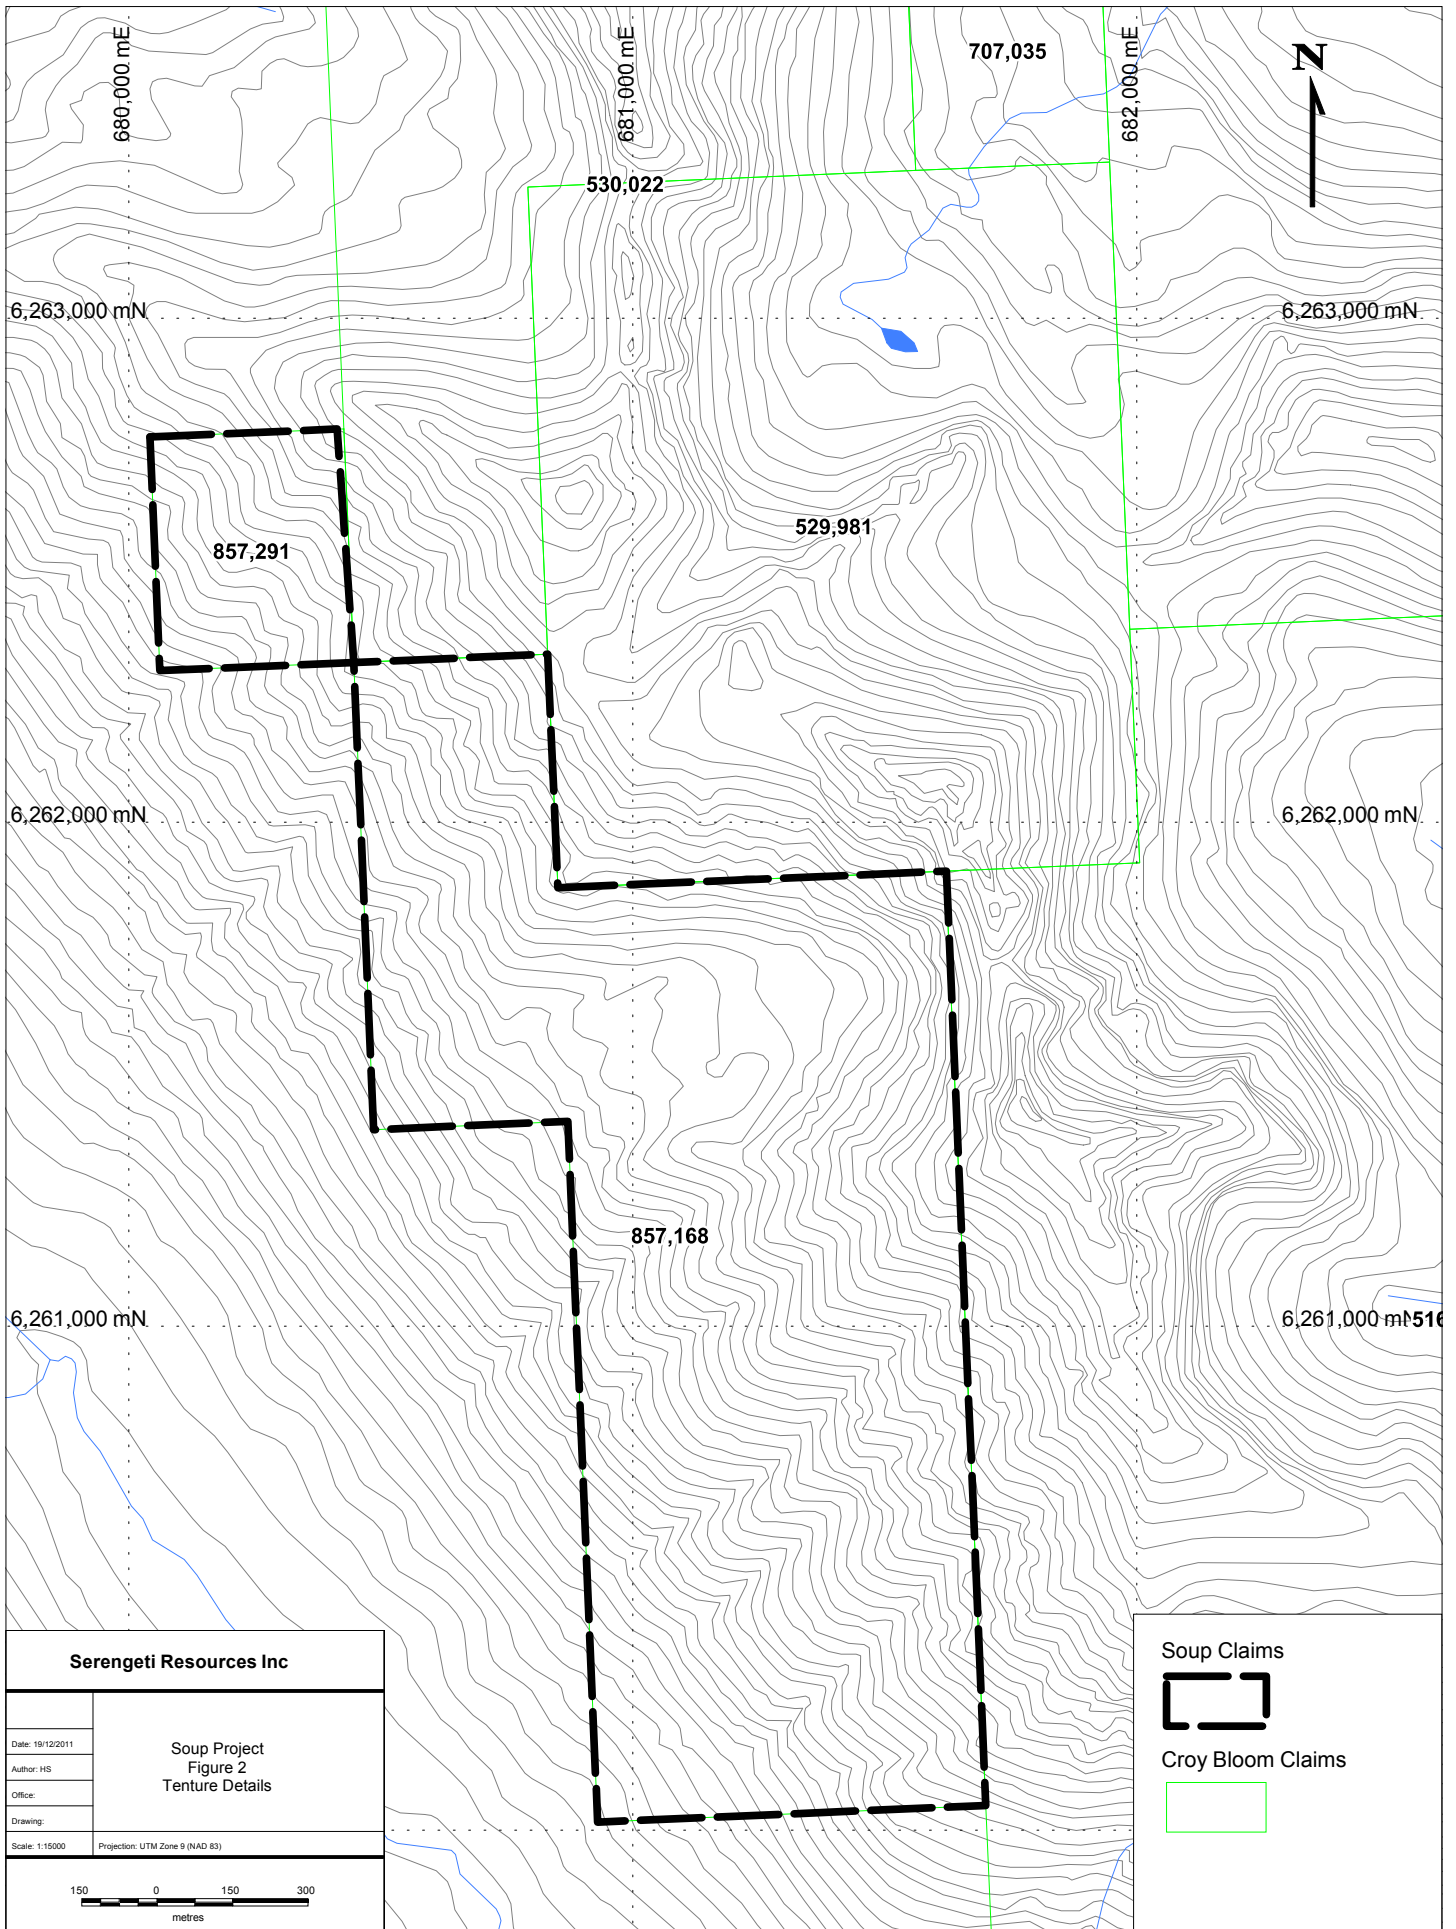 680,000 mE
681,000 mE
682,000 mE
707,035
N
530,022
6,263,000 mN
6,263,000 mN
529,981
857,291
6,262,000 mN
6,262,000 mN
857,168
6,261,000 mN
6,261,000 mN
516
Serengeti Resources Inc
Date: 19/12/2011
Author: HS
Office:
Drawing:
Scale: 1:15000
Soup Project
Figure 2
Tenture Details
Projection: UTM Zone 9 (NAD 83)
150 0 150 300
metres
Soup Claims
Croy Bloom Claims